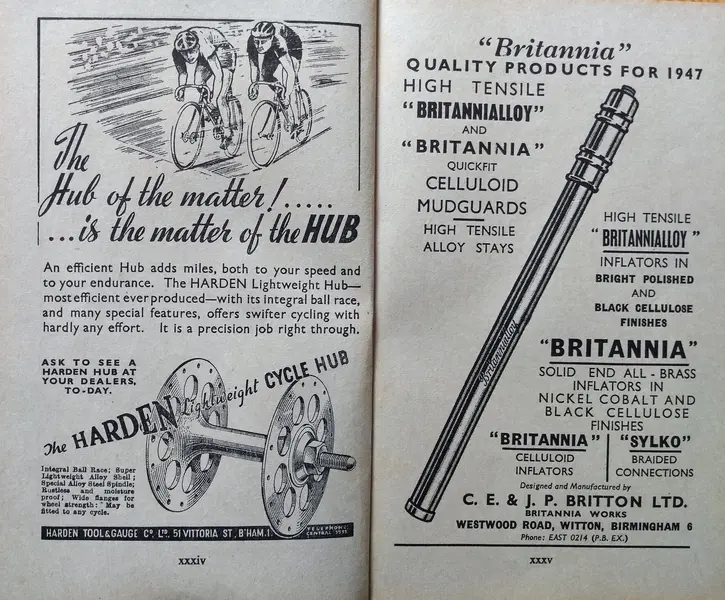 The
Hub of the matter!.....
...is the matter of the HUB
An efficient Hub adds miles, both to your speed and
to your endurance. The HARDEN Lightweight Hub—
most efficient ever produced—with its integral ball race,
and many special features, offers swifter cycling with
hardly any effort. It is a precision job right through.
ASK TO SEE A
HARDEN HUB AT
YOUR DEALERS,
TO-DAY.
The HARDEN Lightweight CYCLE HUB
Integral Ball Race; Super
Lightweight Alloy Shell;
Special Alloy Steel Spindle;
Rustless and moisture
proof; Wide flanges for
wheel strength: May be
fitted to any cycle.
HARDEN TOOL & GAUGE CO. LTD. 51 VITTORIA ST, B'HAM.1.
TELEPHONE
CENTRAL
xxxiv
"Britannia"
QUALITY PRODUCTS FOR 1947
HIGH TENSILE
"BRITANNIALLOY"
AND
"BRITANNIA"
QUICKFIT
CELLULOID
MUDGUARDS
HIGH TENSILE
ALLOY STAYS
Britannialloy
HIGH TENSILE
"BRITANNIALLOY"
INFLATORS IN
BRIGHT POLISHED
AND
BLACK CELLULOSE
FINISHES
"BRITANNIA"
SOLID END ALL-BRASS
INFLATORS IN
NICKEL COBALT AND
BLACK CELLULOSE
FINISHES
"BRITANNIA"
CELLULOID
INFLATORS
"SYLKO"
BRAIDED
CONNECTIONS
Designed and Manufactured by
C. E. & J. P. BRITTON LTD.
BRITANNIA WORKS
WESTWOOD ROAD, WITTON, BIRMINGHAM 6
Phone: EAST 0214 (P.B. EX.)
xxxv